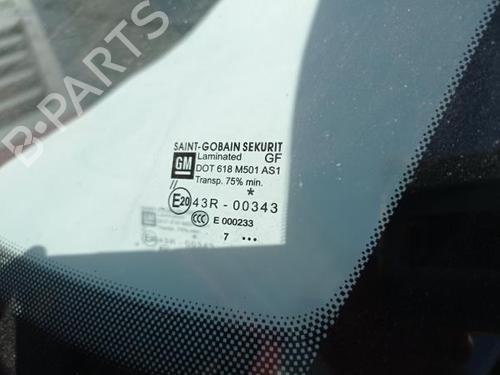 B-PARTS
SAINT-GOBAIN SEKURIT
Laminated GF
GM DOT 618 M501 AS1
Transp. 75% min.
// *
E20 43R - 00343
CCC E 000233
7 ...